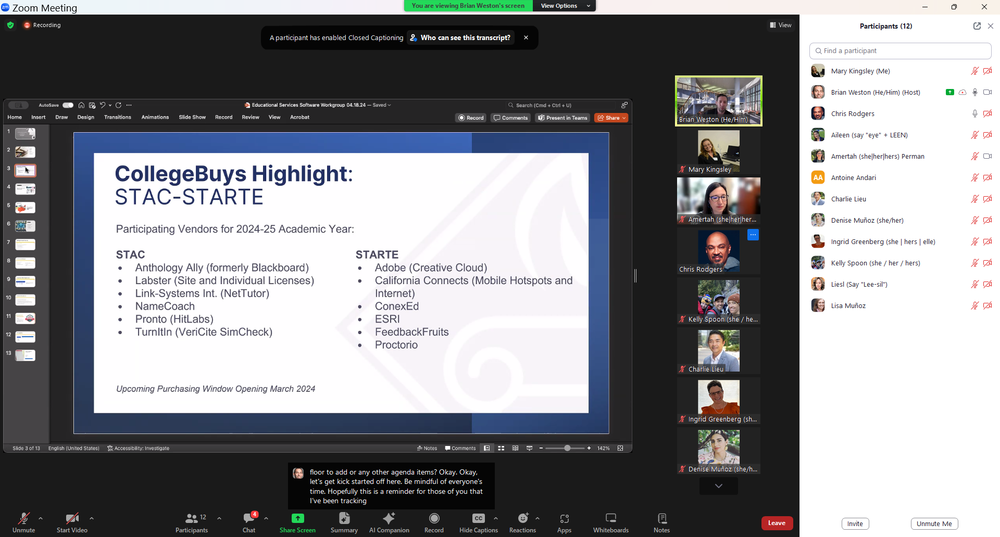 zm Zoom Meeting
You are viewing Brian Weston's screen
View Options
Recording
A participant has enabled Closed Captioning
Who can see this transcript?
View
AutoSave
Educational Services Software Workgroup 04.18.24 — Saved
Search (Cmd + Ctrl + U)
Home Insert Draw Design Transitions Animations Slide Show Record Review View Acrobat
Record Comments Present in Teams Share
1
2
3
4
5
6
7
8
9
10
11
12
13
CollegeBuys Highlight:
STAC-STARTE
Participating Vendors for 2024-25 Academic Year:
STAC
• Anthology Ally (formerly Blackboard)
• Labster (Site and Individual Licenses)
• Link-Systems Int. (NetTutor)
• NameCoach
• Pronto (HitLabs)
• TurnItIn (VeriCite SimCheck)
STARTE
• Adobe (Creative Cloud)
• California Connects (Mobile Hotspots and
Internet)
• ConexEd
• ESRI
• FeedbackFruits
• Proctorio
Upcoming Purchasing Window Opening March 2024
Slide 3 of 13 English (United States) Accessibility: Investigate
Notes Comments 142%
floor to add or any other agenda items? Okay. Okay,
let's get kick started off here. Be mindful of everyone's
time. Hopefully this is a reminder for those of you that
I've been tracking
Brian Weston (He/Him)
Mary Kingsley
Amertah (she|her|her...
Chris Rodgers
Kelly Spoon (she / he...
Charlie Lieu
Ingrid Greenberg (sh...
Denise Muñoz (she/h...
Participants (12)
Find a participant
Mary Kingsley (Me)
Brian Weston (He/Him) (Host)
Chris Rodgers
Aileen (say "eye" + LEEN)
Amertah (she|her|hers) Perman
AA Antoine Andari
Charlie Lieu
Denise Muñoz (she/her)
Ingrid Greenberg (she | hers | elle)
Kelly Spoon (she / her / hers)
Liesl (Say "Lee-sil")
Lisa Muñoz
Invite
Unmute Me
Unmute
Start Video
12
Participants
4
Chat
Share Screen
Summary
AI Companion
Record
CC
Hide Captions
Reactions
Apps
Whiteboards
Notes
Leave